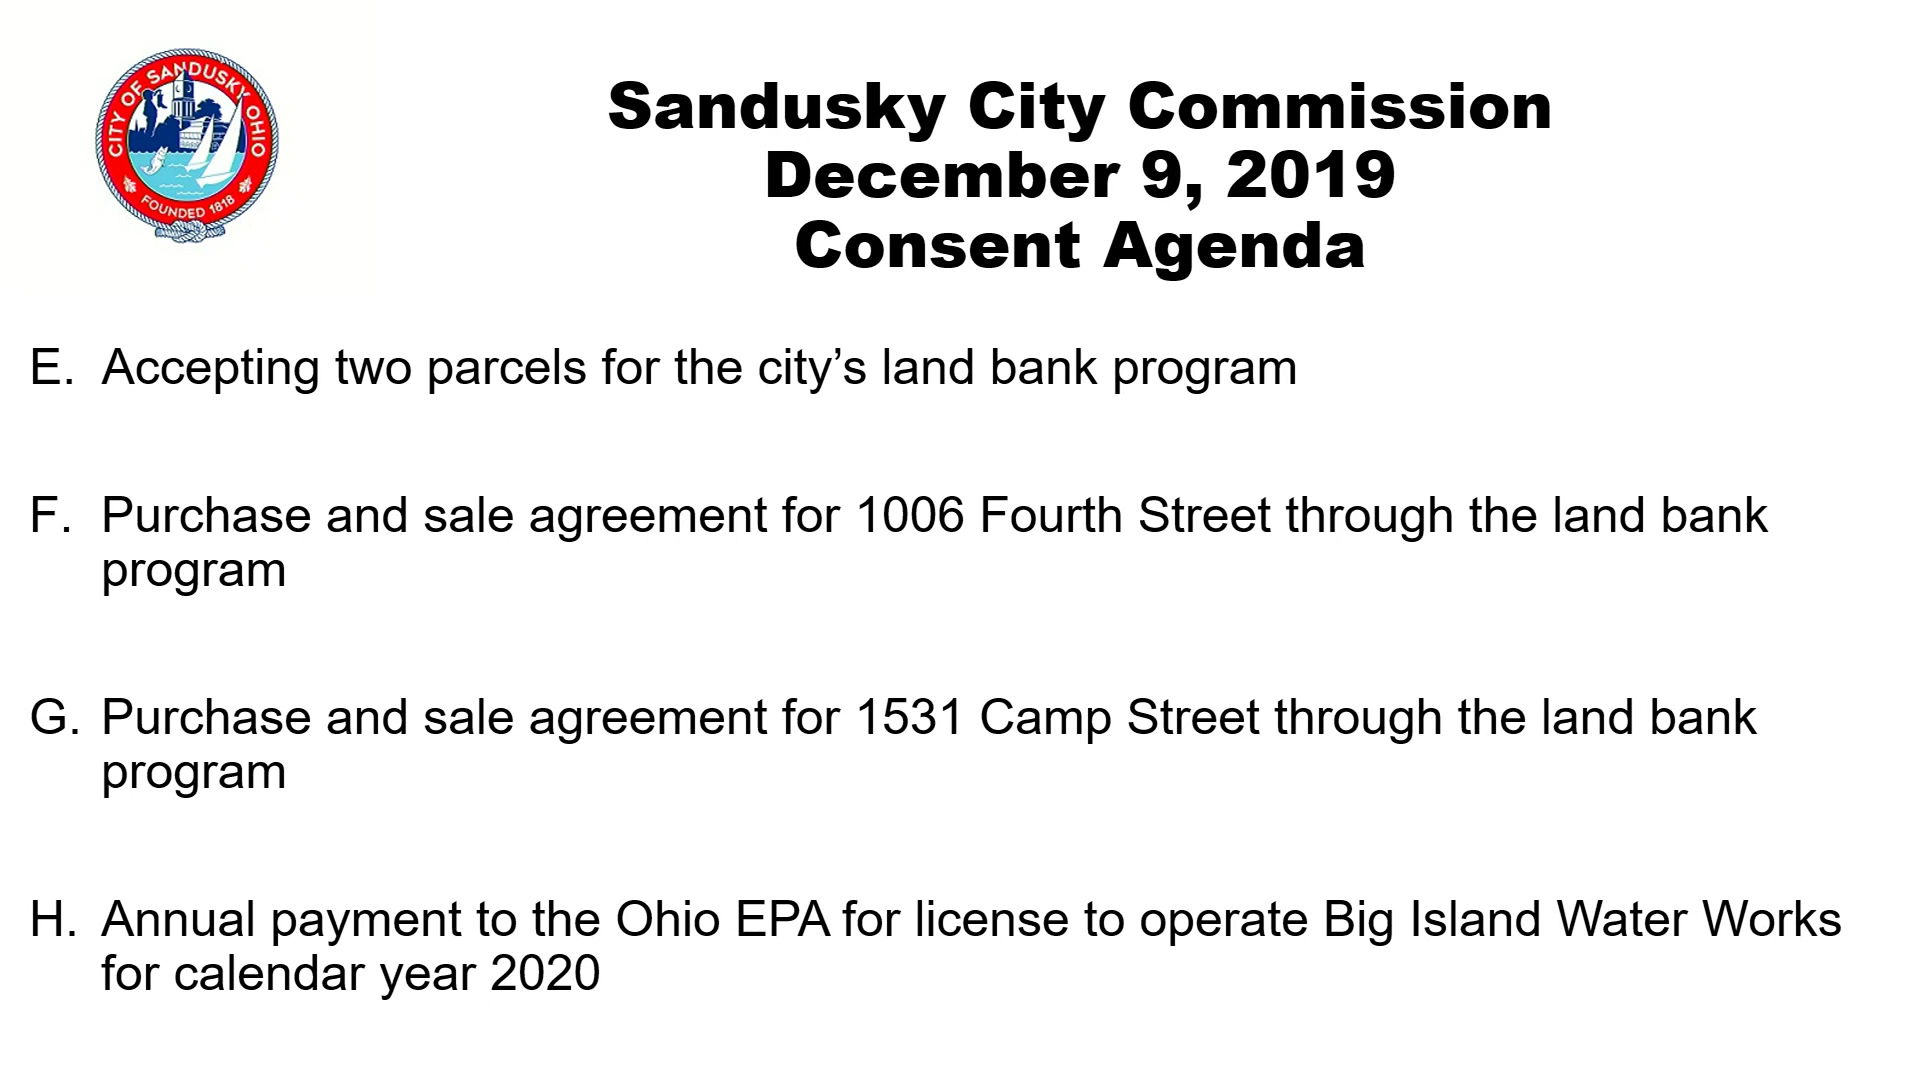 CITY OF SANDUSKY OHIO
FOUNDED 1818
Sandusky City Commission
December 9, 2019
Consent Agenda
E. Accepting two parcels for the city’s land bank program
F. Purchase and sale agreement for 1006 Fourth Street through the land bank
program
G. Purchase and sale agreement for 1531 Camp Street through the land bank
program
H. Annual payment to the Ohio EPA for license to operate Big Island Water Works
for calendar year 2020